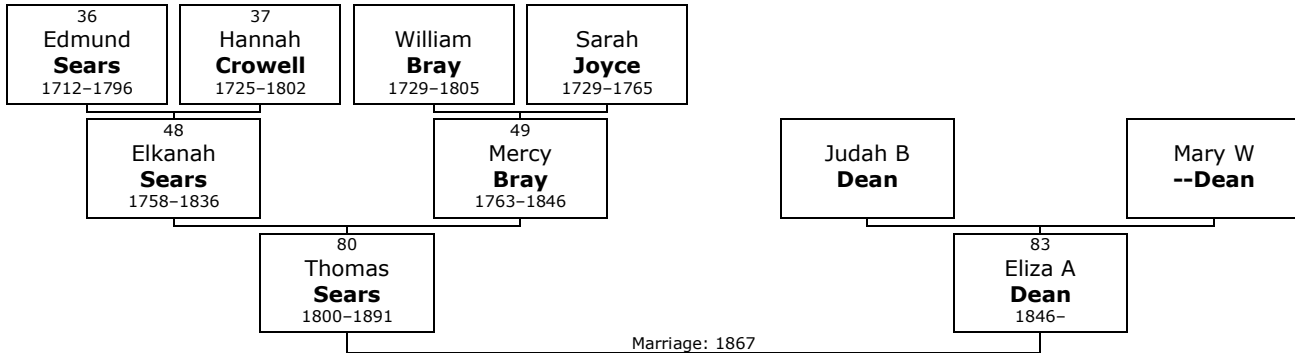 36
Edmund
Sears
1712–1796
37
Hannah
Crowell
1725–1802
William
Bray
1729–1805
Sarah
Joyce
1729–1765
48
Elkanah
Sears
1758–1836
49
Mercy
Bray
1763–1846
Judah B
Dean
Mary W
--Dean
80
Thomas
Sears
1800–1891
83
Eliza A
Dean
1846–
Marriage: 1867